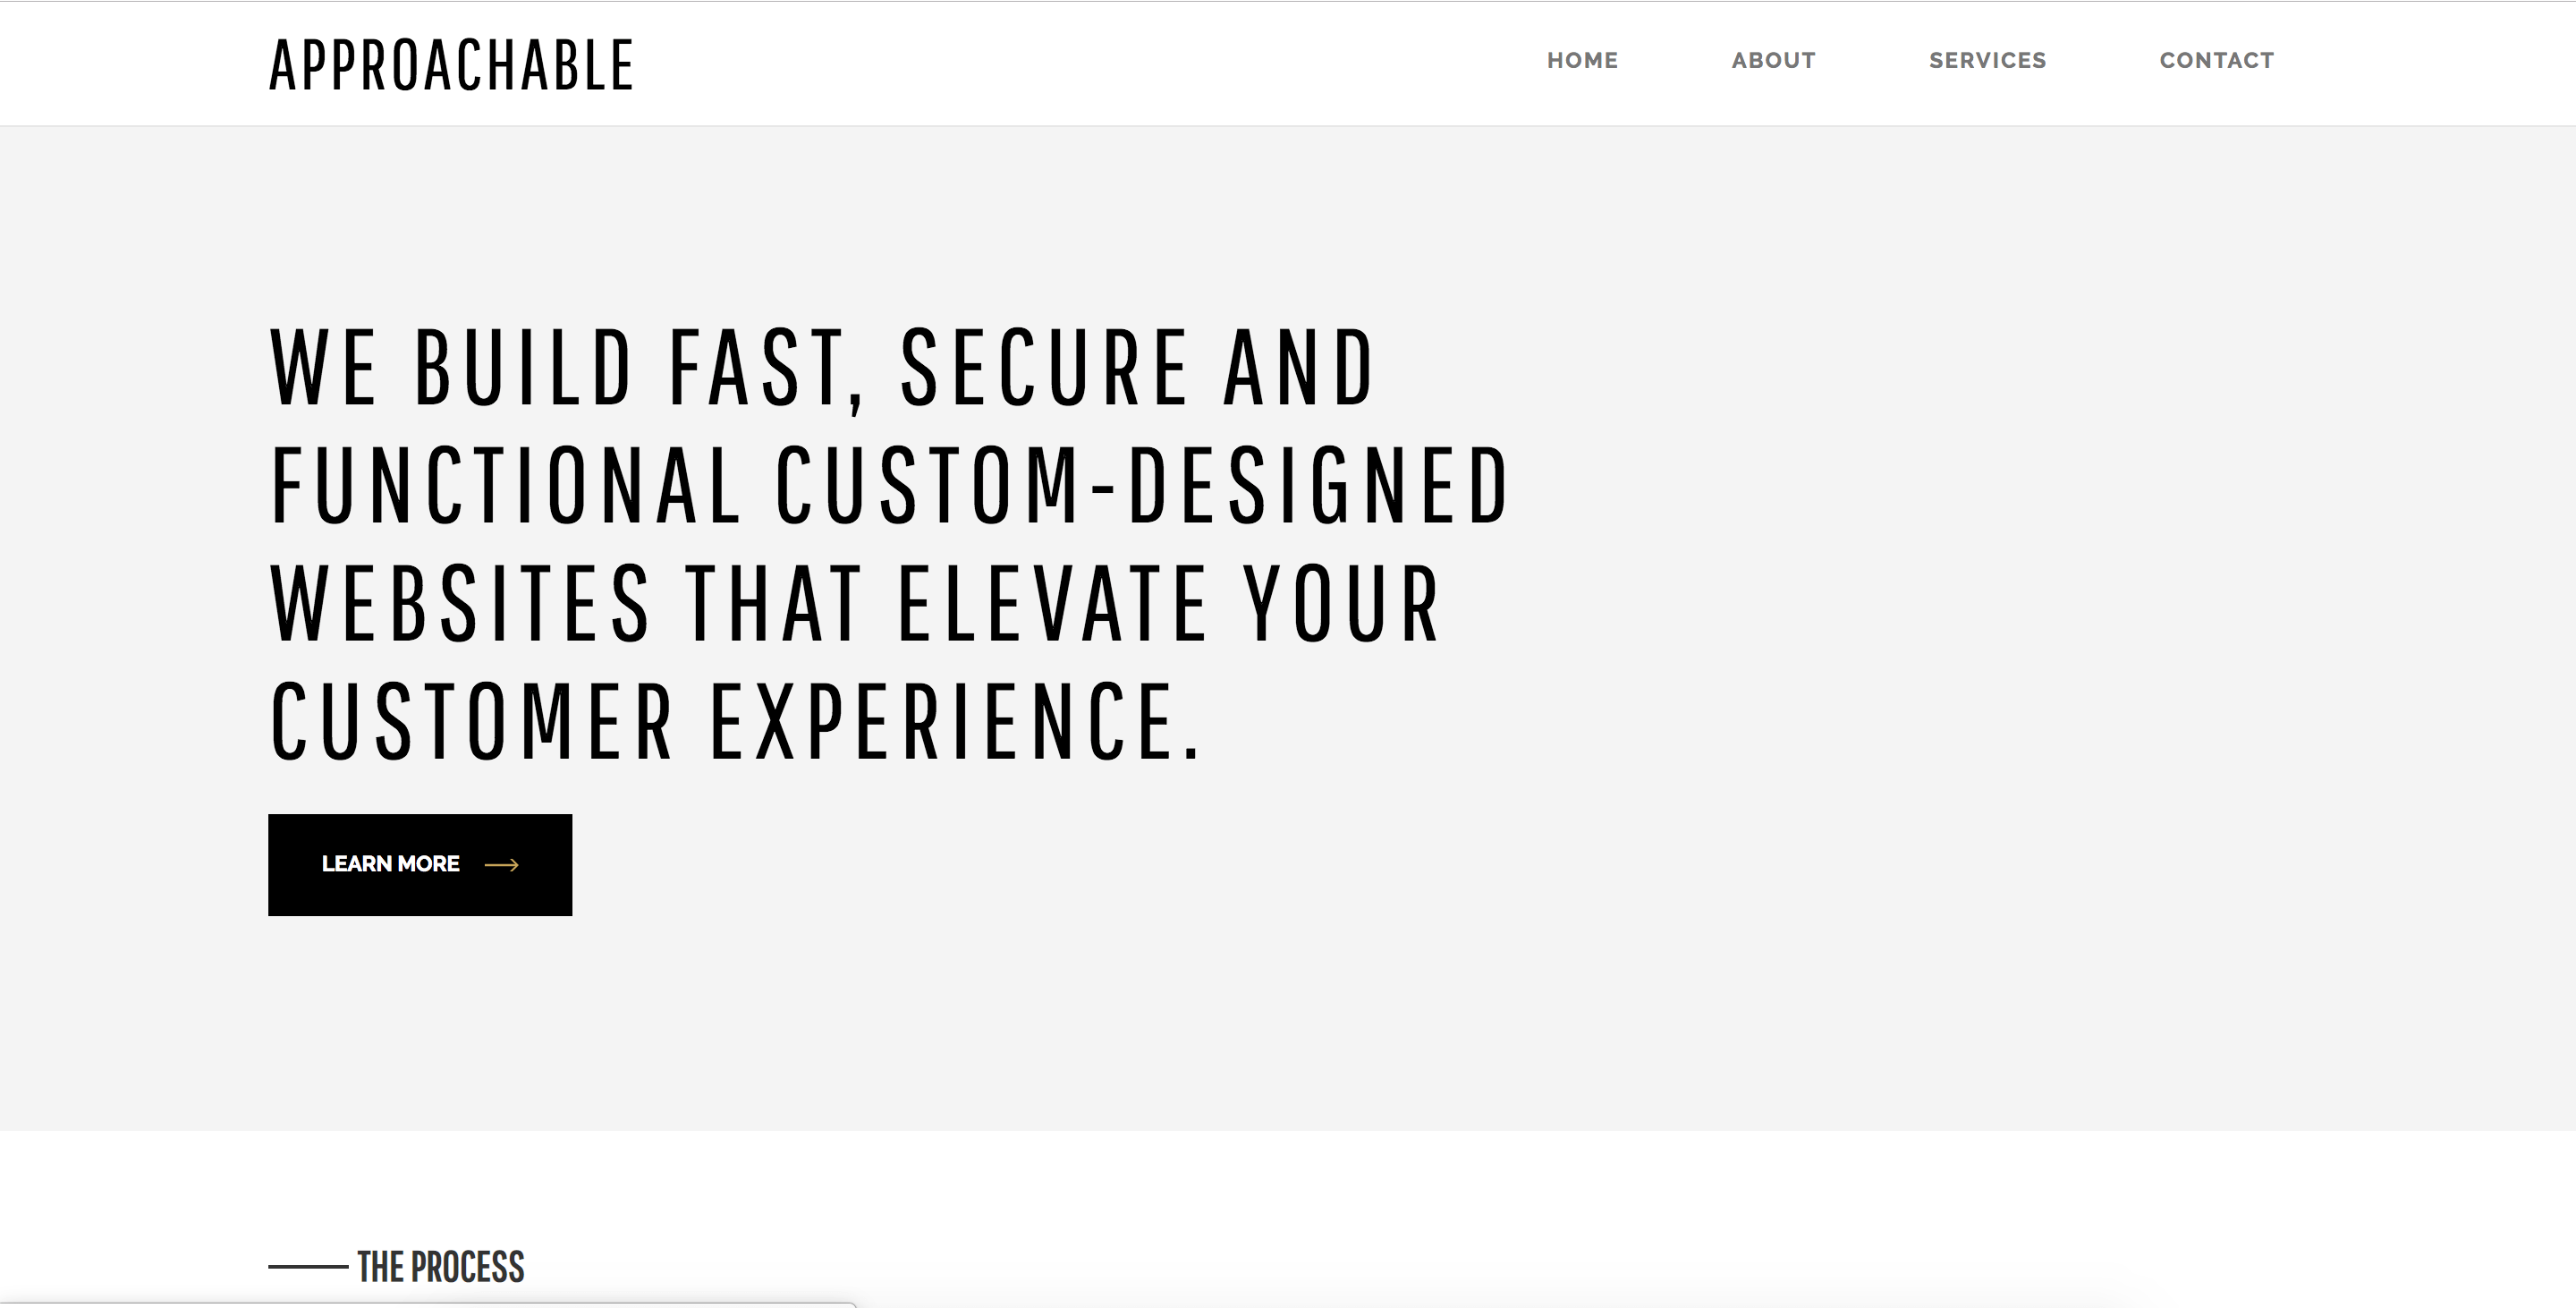 APPROACHABLE
HOME ABOUT SERVICES CONTACT
WE BUILD FAST, SECURE AND
FUNCTIONAL CUSTOM-DESIGNED
WEBSITES THAT ELEVATE YOUR
CUSTOMER EXPERIENCE.
LEARN MORE
THE PROCESS